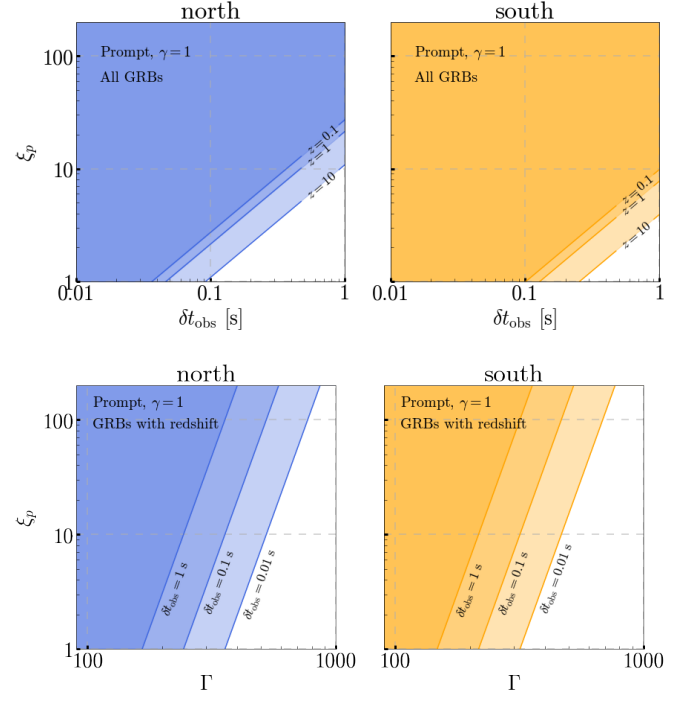 north
south
Prompt, γ = 1
All GRBs
Prompt, γ = 1
All GRBs
100
10
1
ξp
z = 0.1
z = 1
z = 10
z = 0.1
z = 1
z = 10
0.01
0.1
1
0.01
0.1
1
δtobs [s]
δtobs [s]
north
south
Prompt, γ = 1
GRBs with redshift
Prompt, γ = 1
GRBs with redshift
100
10
1
ξp
δtobs = 1 s
δtobs = 0.1 s
δtobs = 0.01 s
δtobs = 1 s
δtobs = 0.1 s
δtobs = 0.01 s
100
1000
100
1000
Γ
Γ